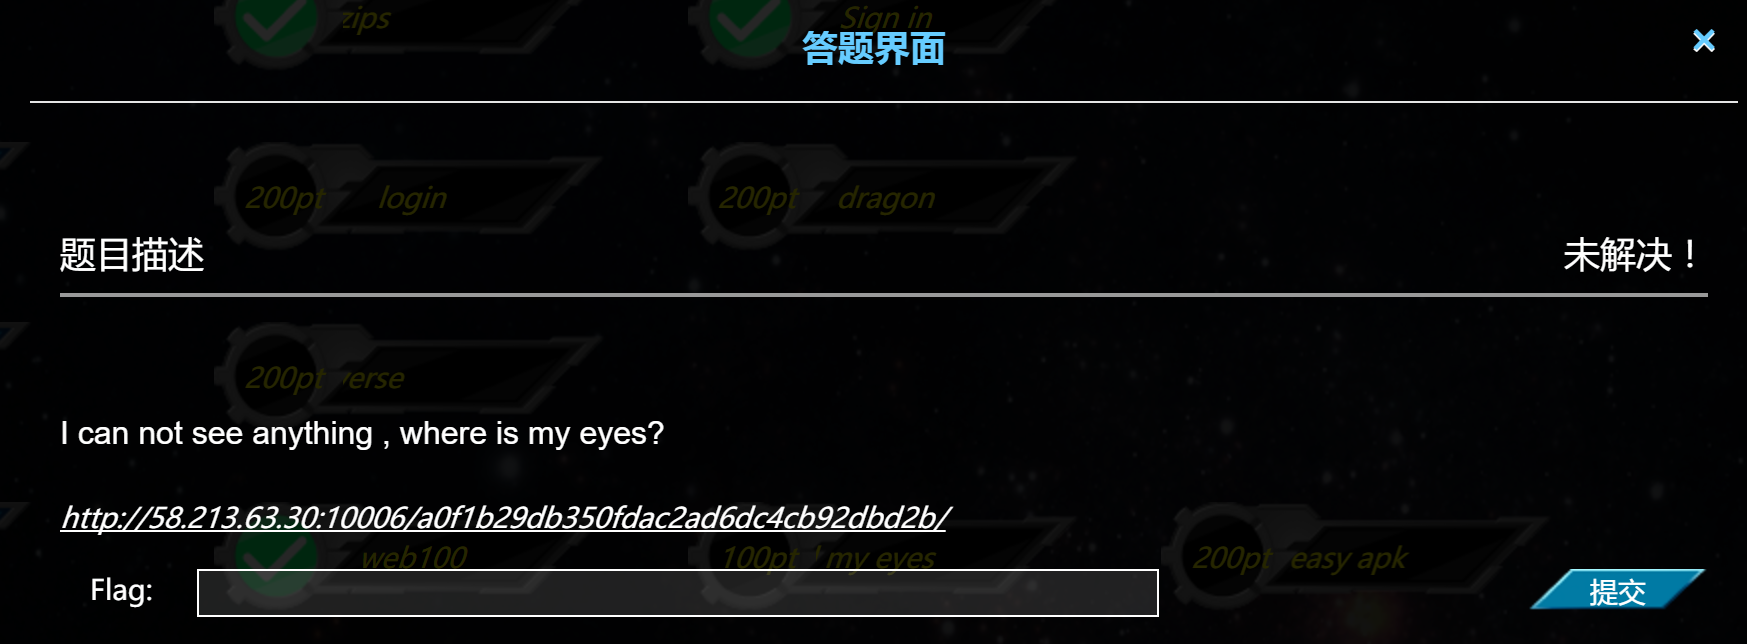 zips
Sign in
答题界面
×
200pt login
200pt dragon
题目描述
未解决！
200pt verse
I can not see anything , where is my eyes?
http://58.213.63.30:10006/a0f1b29db350fdac2ad6dc4cb92dbd2b/
web100
100pt my eyes
200pt easy apk
Flag:
提交